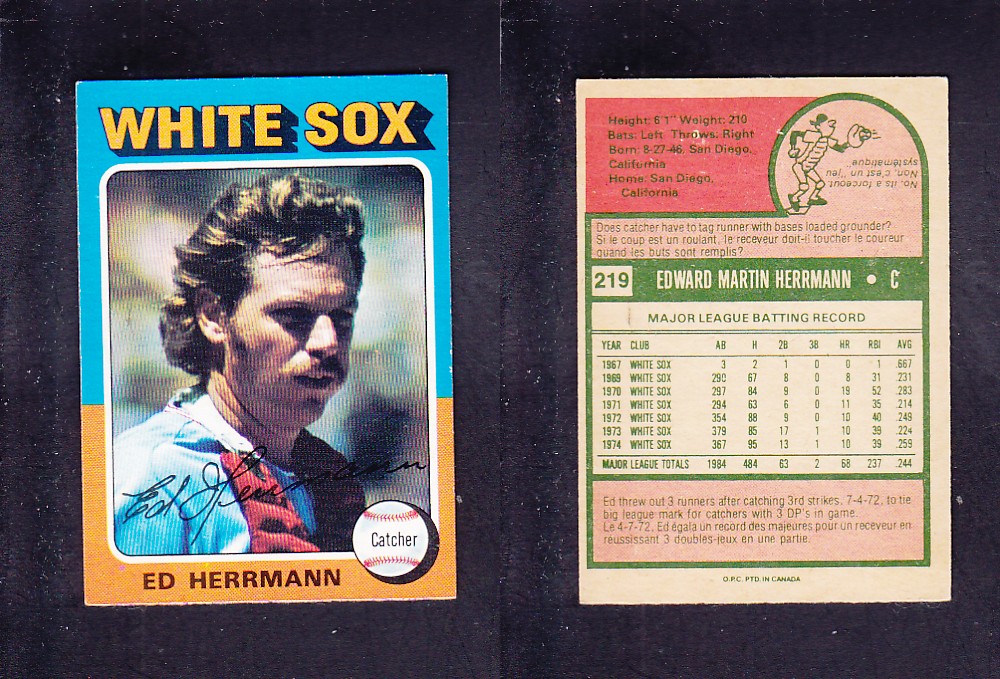 WHITE SOX
Ed Herrmann
Catcher
ED HERRMANN
Height: 6'1" Weight: 210
Bats: Left Throws: Right
Born: 8-27-46, San Diego,
California
Home: San Diego,
California
No, its a forceout
Non, c'est un "jeu
systématique"
Does catcher have to tag runner with bases loaded grounder?
Si le coup est un roulant, le receveur doit-il toucher le coureur
quand les buts sont remplis?
219 EDWARD MARTIN HERRMANN • C
MAJOR LEAGUE BATTING RECORD
YEAR CLUB AB H 2B 3B HR RBI AVG
1967 WHITE SOX 3 2 1 0 0 1 .667
1969 WHITE SOX 290 67 8 0 8 31 .231
1970 WHITE SOX 297 84 9 0 19 52 .283
1971 WHITE SOX 294 63 6 0 11 35 .214
1972 WHITE SOX 354 88 9 0 10 40 .249
1973 WHITE SOX 379 85 17 1 10 39 .224
1974 WHITE SOX 367 95 13 1 10 39 .259
MAJOR LEAGUE TOTALS 1984 484 63 2 68 237 .244
Ed threw out 3 runners after catching 3rd strikes, 7-4-72, to tie
big league mark for catchers with 3 DP's in game.
Le 4-7-72, Ed égala un record des majeures pour un receveur en
réussissant 3 doubles-jeux en une partie.
O.P.C. PTD. IN CANADA